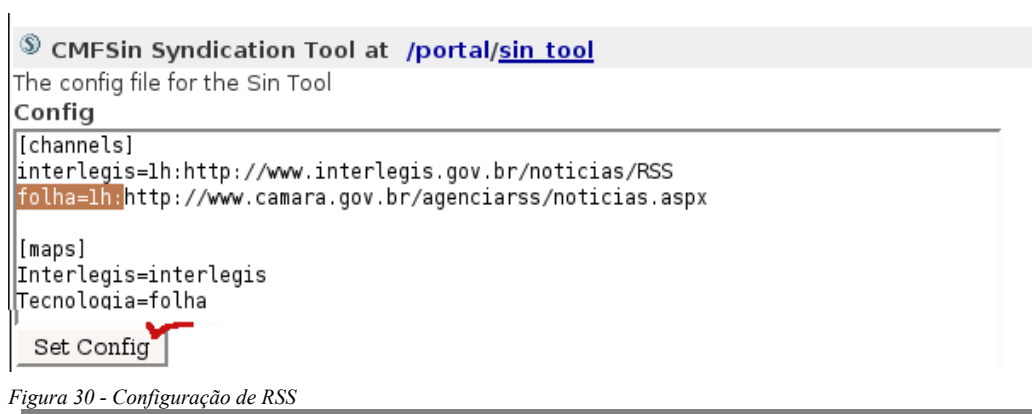 CMFSin Syndication Tool at /portal/sin_tool
The config file for the Sin Tool
Config
[channels]
interlegis=1h:http://www.interlegis.gov.br/noticias/RSS
folha=1h:http://www.camara.gov.br/agenciarss/noticias.aspx
[maps]
Interlegis=interlegis
Tecnologia=folha
Set Config
Figura 30 - Configuração de RSS